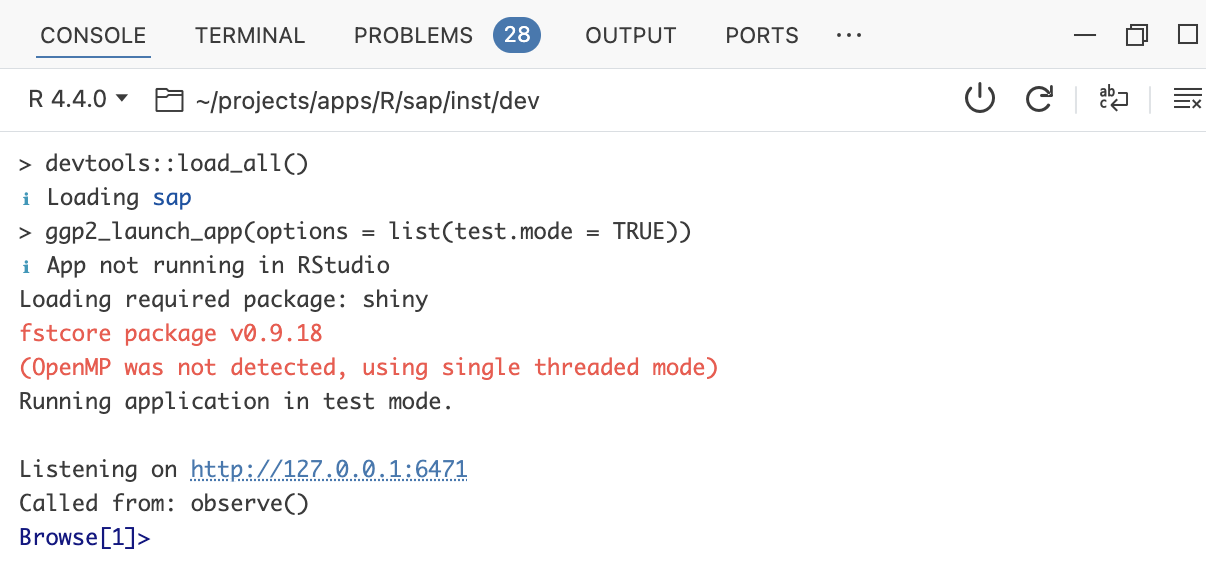 CONSOLE TERMINAL PROBLEMS 28 OUTPUT PORTS ···
R 4.4.0 ~/projects/apps/R/sap/inst/dev abc
> devtools::load_all()
ℹ Loading sap
> ggp2_launch_app(options = list(test.mode = TRUE))
ℹ App not running in RStudio
Loading required package: shiny
fstcore package v0.9.18
(OpenMP was not detected, using single threaded mode)
Running application in test mode.
Listening on http://127.0.0.1:6471
Called from: observe()
Browse[1]>